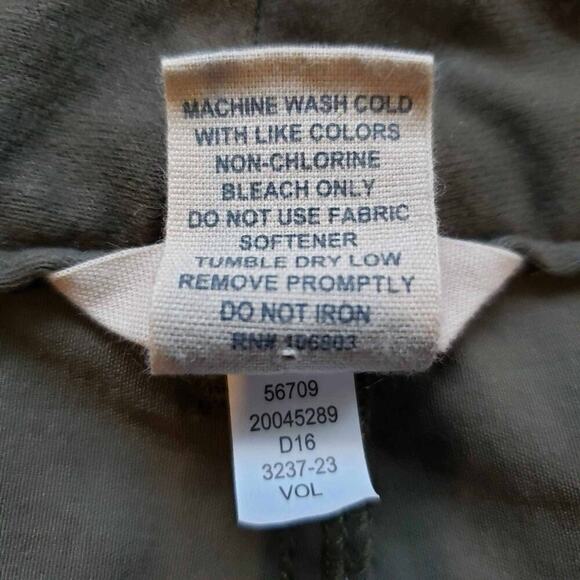 MACHINE WASH COLD
WITH LIKE COLORS
NON-CHLORINE
BLEACH ONLY
DO NOT USE FABRIC
SOFTENER
TUMBLE DRY LOW
REMOVE PROMPTLY
DO NOT IRON
RN# 106803
56709
20045289
D16
3237-23
VOL